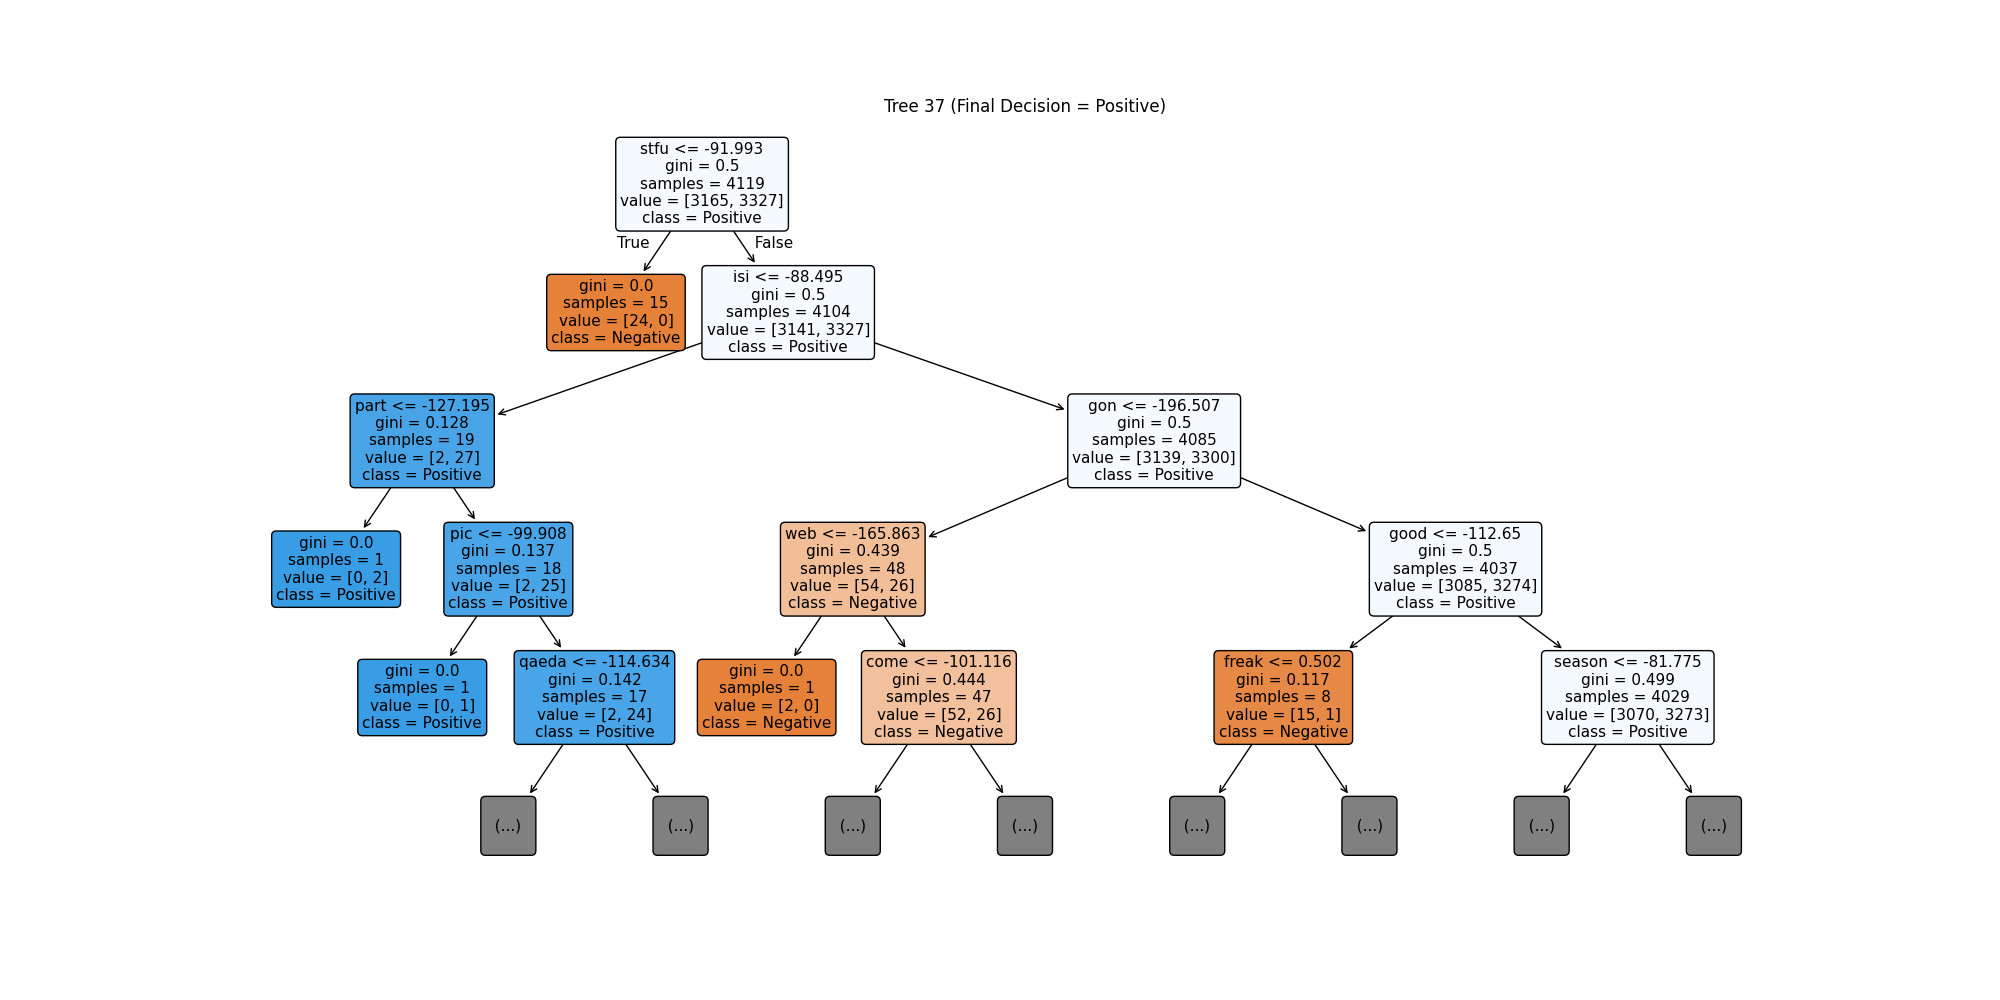 Tree 37 (Final Decision = Positive)
stfu <= -91.993
gini = 0.5
samples = 4119
value = [3165, 3327]
class = Positive
True
False
gini = 0.0
samples = 15
value = [24, 0]
class = Negative
isi <= -88.495
gini = 0.5
samples = 4104
value = [3141, 3327]
class = Positive
part <= -127.195
gini = 0.128
samples = 19
value = [2, 27]
class = Positive
gon <= -196.507
gini = 0.5
samples = 4085
value = [3139, 3300]
class = Positive
gini = 0.0
samples = 1
value = [0, 2]
class = Positive
pic <= -99.908
gini = 0.137
samples = 18
value = [2, 25]
class = Positive
web <= -165.863
gini = 0.439
samples = 48
value = [54, 26]
class = Negative
good <= -112.65
gini = 0.5
samples = 4037
value = [3085, 3274]
class = Positive
gini = 0.0
samples = 1
value = [0, 1]
class = Positive
qaeda <= -114.634
gini = 0.142
samples = 17
value = [2, 24]
class = Positive
gini = 0.0
samples = 1
value = [2, 0]
class = Negative
come <= -101.116
gini = 0.444
samples = 47
value = [52, 26]
class = Negative
freak <= 0.502
gini = 0.117
samples = 8
value = [15, 1]
class = Negative
season <= -81.775
gini = 0.499
samples = 4029
value = [3070, 3273]
class = Positive
(...)
(...)
(...)
(...)
(...)
(...)
(...)
(...)